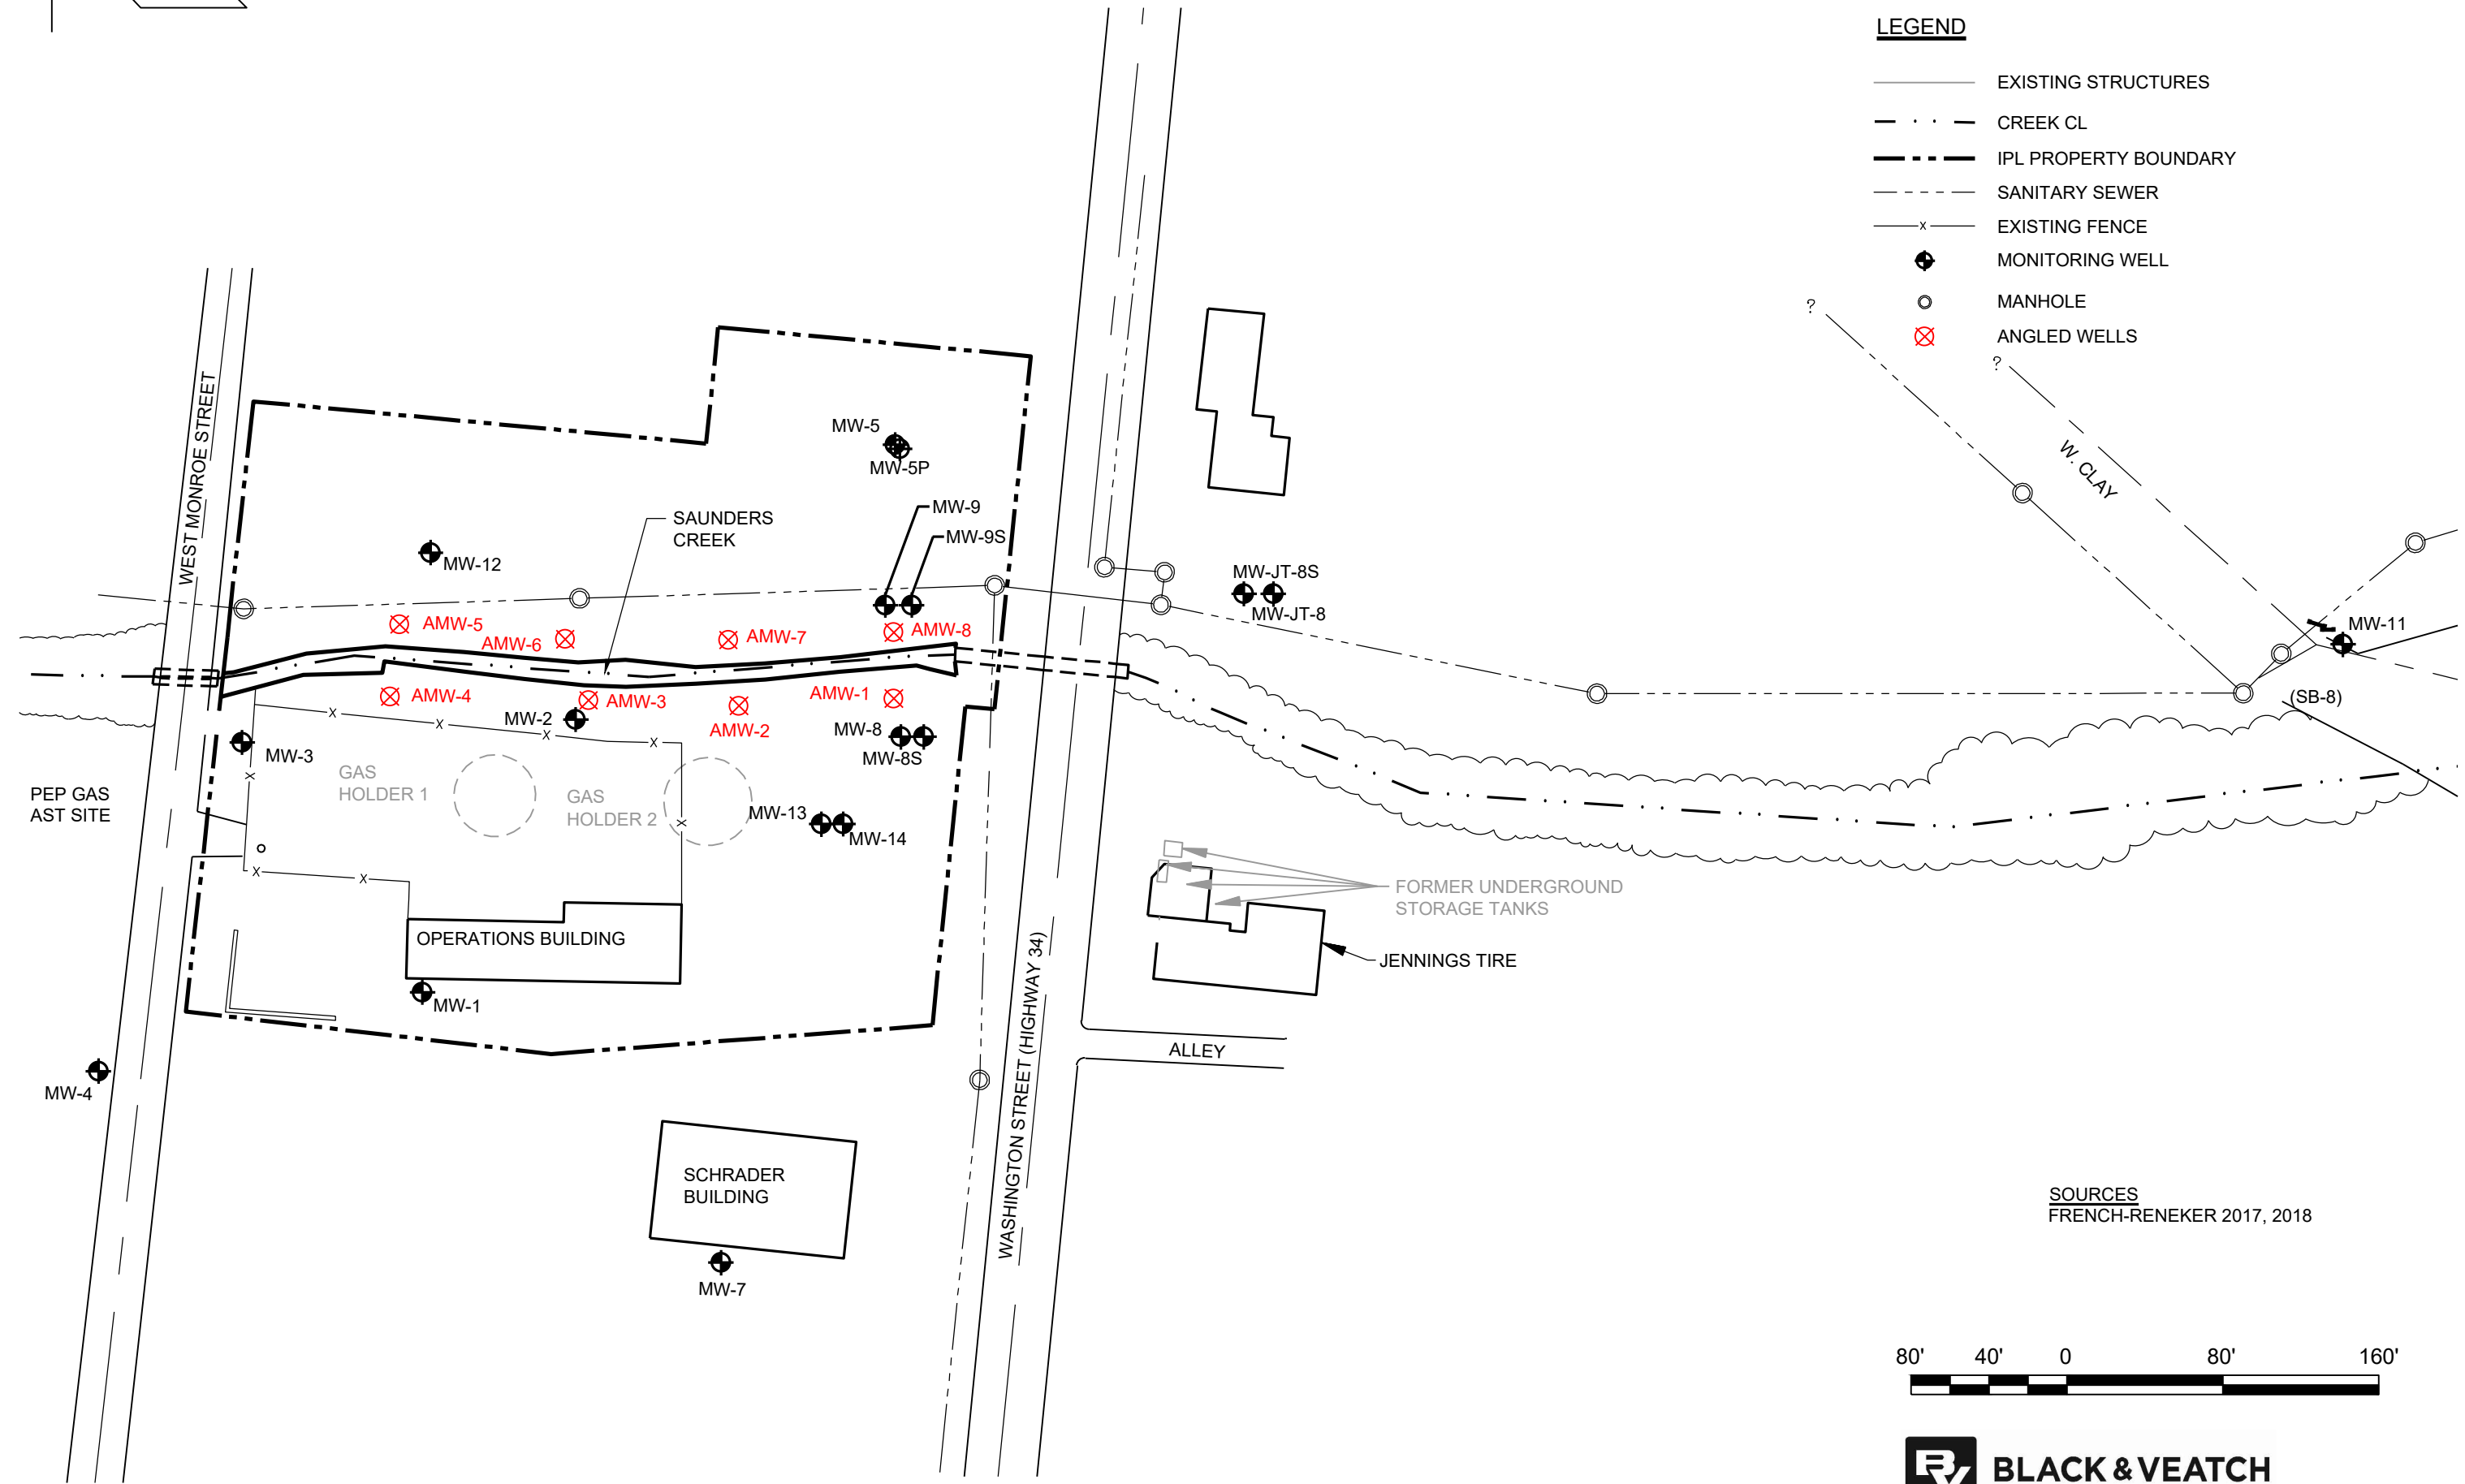 LEGEND
EXISTING STRUCTURES
CREEK CL
IPL PROPERTY BOUNDARY
SANITARY SEWER
x
EXISTING FENCE
MONITORING WELL
MANHOLE
ANGLED WELLS
?
?
W. CLAY
WEST MONROE STREET
MW-5
MW-5P
MW-9
MW-9S
SAUNDERS
CREEK
MW-12
MW-JT-8S
MW-JT-8
MW-11
(SB-8)
AMW-5
AMW-6
AMW-7
AMW-8
AMW-4
AMW-3
AMW-2
AMW-1
MW-2
MW-8
MW-8S
MW-3
X
X
X
X
X
X
X
X
GAS
HOLDER 1
GAS
HOLDER 2
PEP GAS
AST SITE
MW-13
MW-14
FORMER UNDERGROUND
STORAGE TANKS
OPERATIONS BUILDING
JENNINGS TIRE
MW-1
ALLEY
MW-4
WASHINGTON STREET (HIGHWAY 34)
SCHRADER
BUILDING
MW-7
SOURCES
FRENCH-RENEKER 2017, 2018
80' 40' 0 80' 160'
BV BLACK & VEATCH